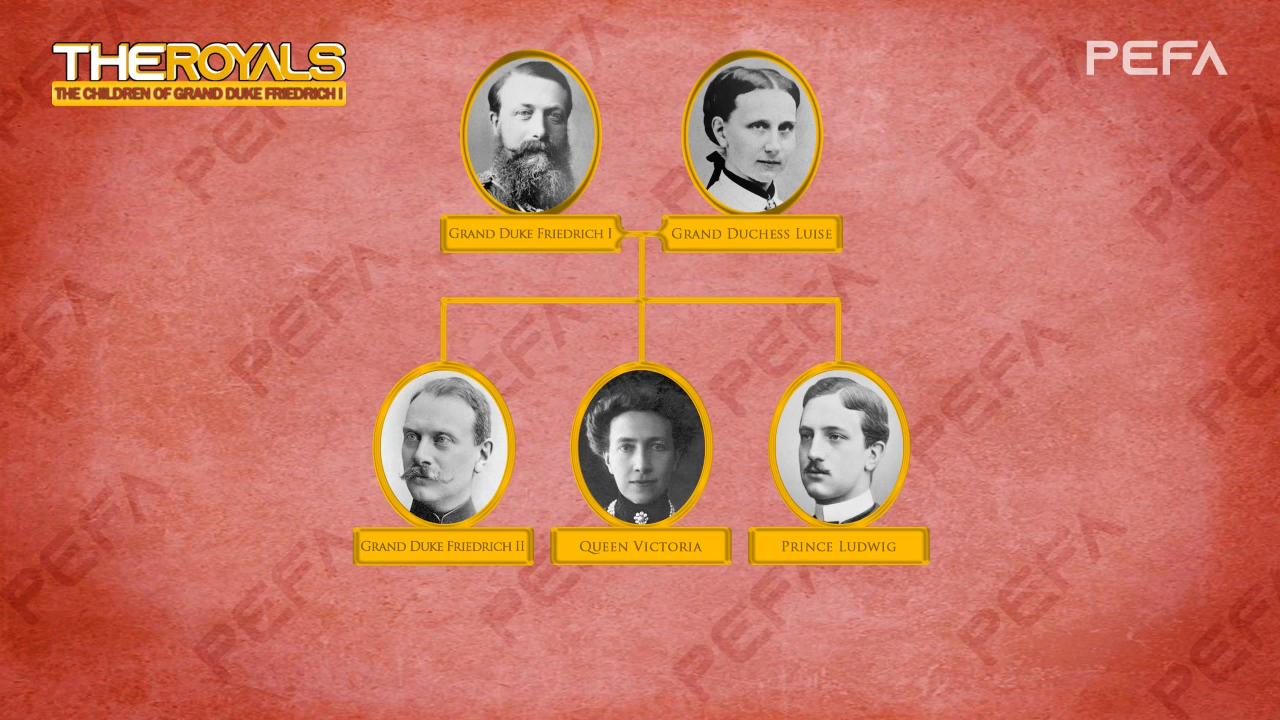 THEROYALS
THE CHILDREN OF GRAND DUKE FRIEDRICH I
PEFA
GRAND DUKE FRIEDRICH I
GRAND DUCHESS LUISE
GRAND DUKE FRIEDRICH II
QUEEN VICTORIA
PRINCE LUDWIG